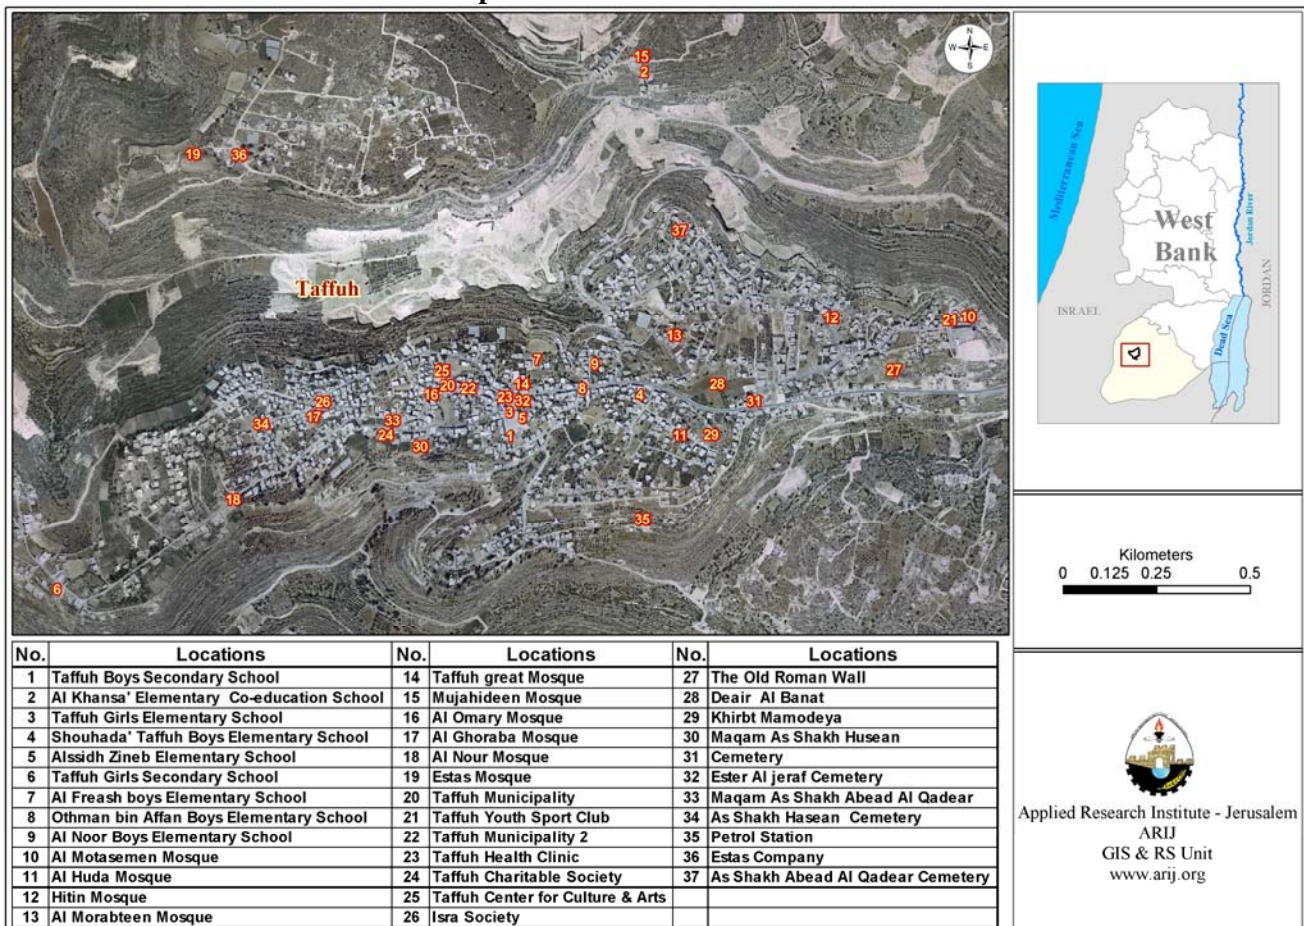 15
N
W E
S
2
19 36
37
Taffuh
12 21 10
13
7 9
25 27
20 14 28
16 22 23 8
26 32 4 31
17 3
34 33 5
24 1 11 29
30
18
35
6
Mediterranean Sea
West
Bank
Jordan River
JORDAN
ISRAEL
Dead Sea
Kilometers
0 0.125 0.25 0.5
No. Locations No. Locations No. Locations
1 Taffuh Boys Secondary School 14 Taffuh great Mosque 27 The Old Roman Wall
2 Al Khansa' Elementary Co-education School 15 Mujahideen Mosque 28 Deair Al Banat
3 Taffuh Girls Elementary School 16 Al Omary Mosque 29 Khirbt Mamodeya
4 Shouhada' Taffuh Boys Elementary School 17 Al Ghoraba Mosque 30 Maqam As Shakh Husean
5 Alssidh Zineb Elementary School 18 Al Nour Mosque 31 Cemetery
6 Taffuh Girls Secondary School 19 Estas Mosque 32 Ester Al jeraf Cemetery
7 Al Freash boys Elementary School 20 Taffuh Municipality 33 Maqam As Shakh Abead Al Qadear
8 Othman bin Affan Boys Elementary School 21 Taffuh Youth Sport Club 34 As Shakh Hasean Cemetery
9 Al Noor Boys Elementary School 22 Taffuh Municipality 2 35 Petrol Station
10 Al Motasemen Mosque 23 Taffuh Health Clinic 36 Estas Company
11 Al Huda Mosque 24 Taffuh Charitable Society 37 As Shakh Abead Al Qadear Cemetery
12 Hitin Mosque 25 Taffuh Center for Culture & Arts
13 Al Morabteen Mosque 26 Isra Society
Applied Research Institute - Jerusalem
ARIJ
GIS & RS Unit
www.arij.org